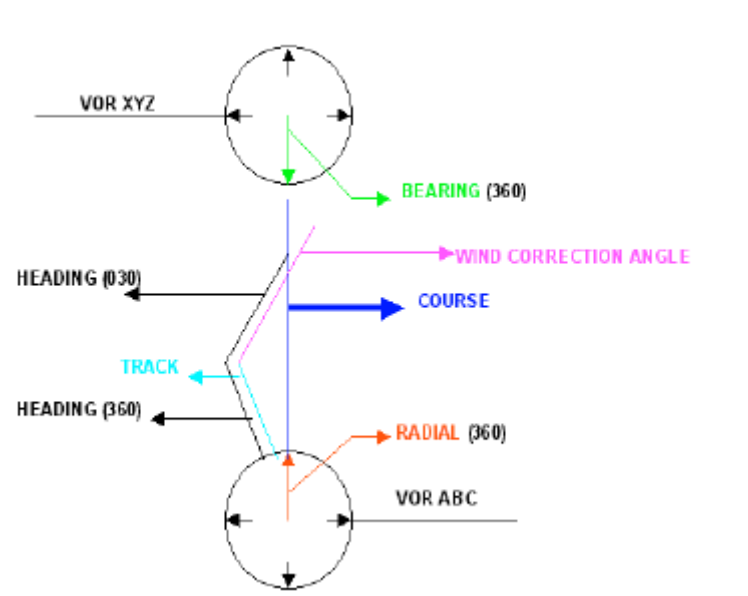 VOR XYZ
BEARING (360)
WIND CORRECTION ANGLE
HEADING (030)
COURSE
TRACK
HEADING (360)
RADIAL (360)
VOR ABC